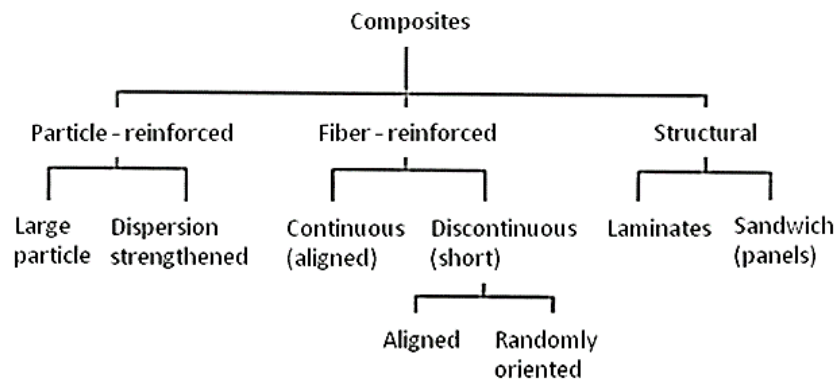 Composites
Particle - reinforced
Fiber - reinforced
Structural
Large
particle
Dispersion
strengthened
Continuous
(aligned)
Discontinuous
(short)
Laminates
Sandwich
(panels)
Aligned
Randomly
oriented